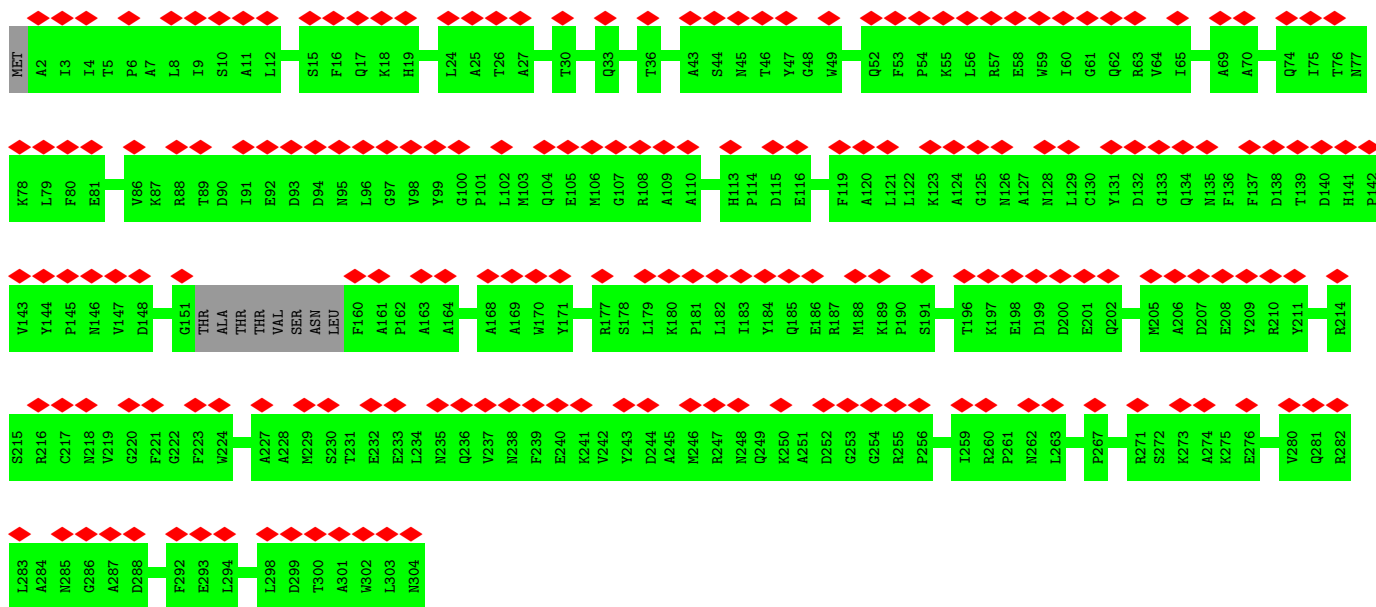 MET A2 I3 I4 T5 P6 A7 L8 I9 S10 A11 L12 S15 F16 Q17 K18 H19 L24 A25 T26 A27 T30 Q33 T36 A43 S44 N45 T46 Y47 G48 W49 Q52 F53 P54 K55 L56 R57 E58 W59 I60 G61 Q62 R63 V64 I65 A69 A70 Q74 I75 T76 N77
K78 L79 F80 E81 V86 K87 R88 T89 D90 I91 E92 D93 D94 N95 L96 G97 V98 Y99 G100 P101 L102 M103 Q104 E105 M106 G107 R108 A109 A110 H113 P114 D115 E116 F119 A120 L121 L122 K123 A124 G125 N126 A127 N128 L129 C130 Y131 D132 G133 Q134 N135 F136 F137 D138 T139 D140 H141 P142
V143 Y144 P145 N146 V147 D148 G151 THR ALA THR THR VAL SER ASN LEU F160 A161 P162 A163 A164 A168 A169 W170 Y171 R177 S178 L179 K180 P181 L182 I183 Y184 Q185 E186 R187 M188 K189 P190 S191 T196 K197 E198 D199 D200 E201 Q202 M205 A206 D207 E208 Y209 R210 Y211 R214
S215 R216 C217 N218 V219 G220 F221 G222 F223 W224 A227 A228 M229 S230 T231 E232 E233 L234 N235 Q236 V237 N238 F239 E240 K241 V242 Y243 D244 A245 M246 R247 N248 Q249 K250 A251 D252 G253 G254 R255 P256 I259 R260 P261 N262 L263 P267 R271 S272 K273 A274 K275 E276 V280 Q281 R282
L283 A284 N285 G286 A287 D288 F292 E293 L294 L298 D299 T300 A301 W302 L303 N304